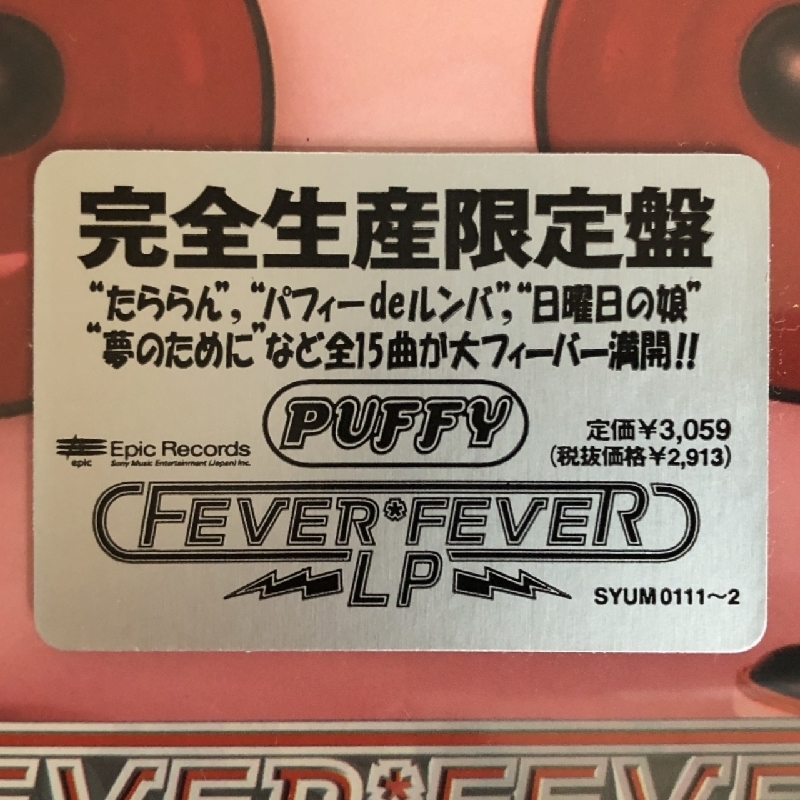 完全生産限定盤
“たららん”,“パフィーdeルンバ”,“日曜日の娘”
“夢のために”など全15曲が大フィーバー満開!!
PUFFY
定価¥3,059
(税抜価格¥2,913)
epic
Epic Records
Sony Music Entertainment (Japan) Inc.
FEVER*FEVER
LP
SYUM 0111〜2
FEVER*FEVE